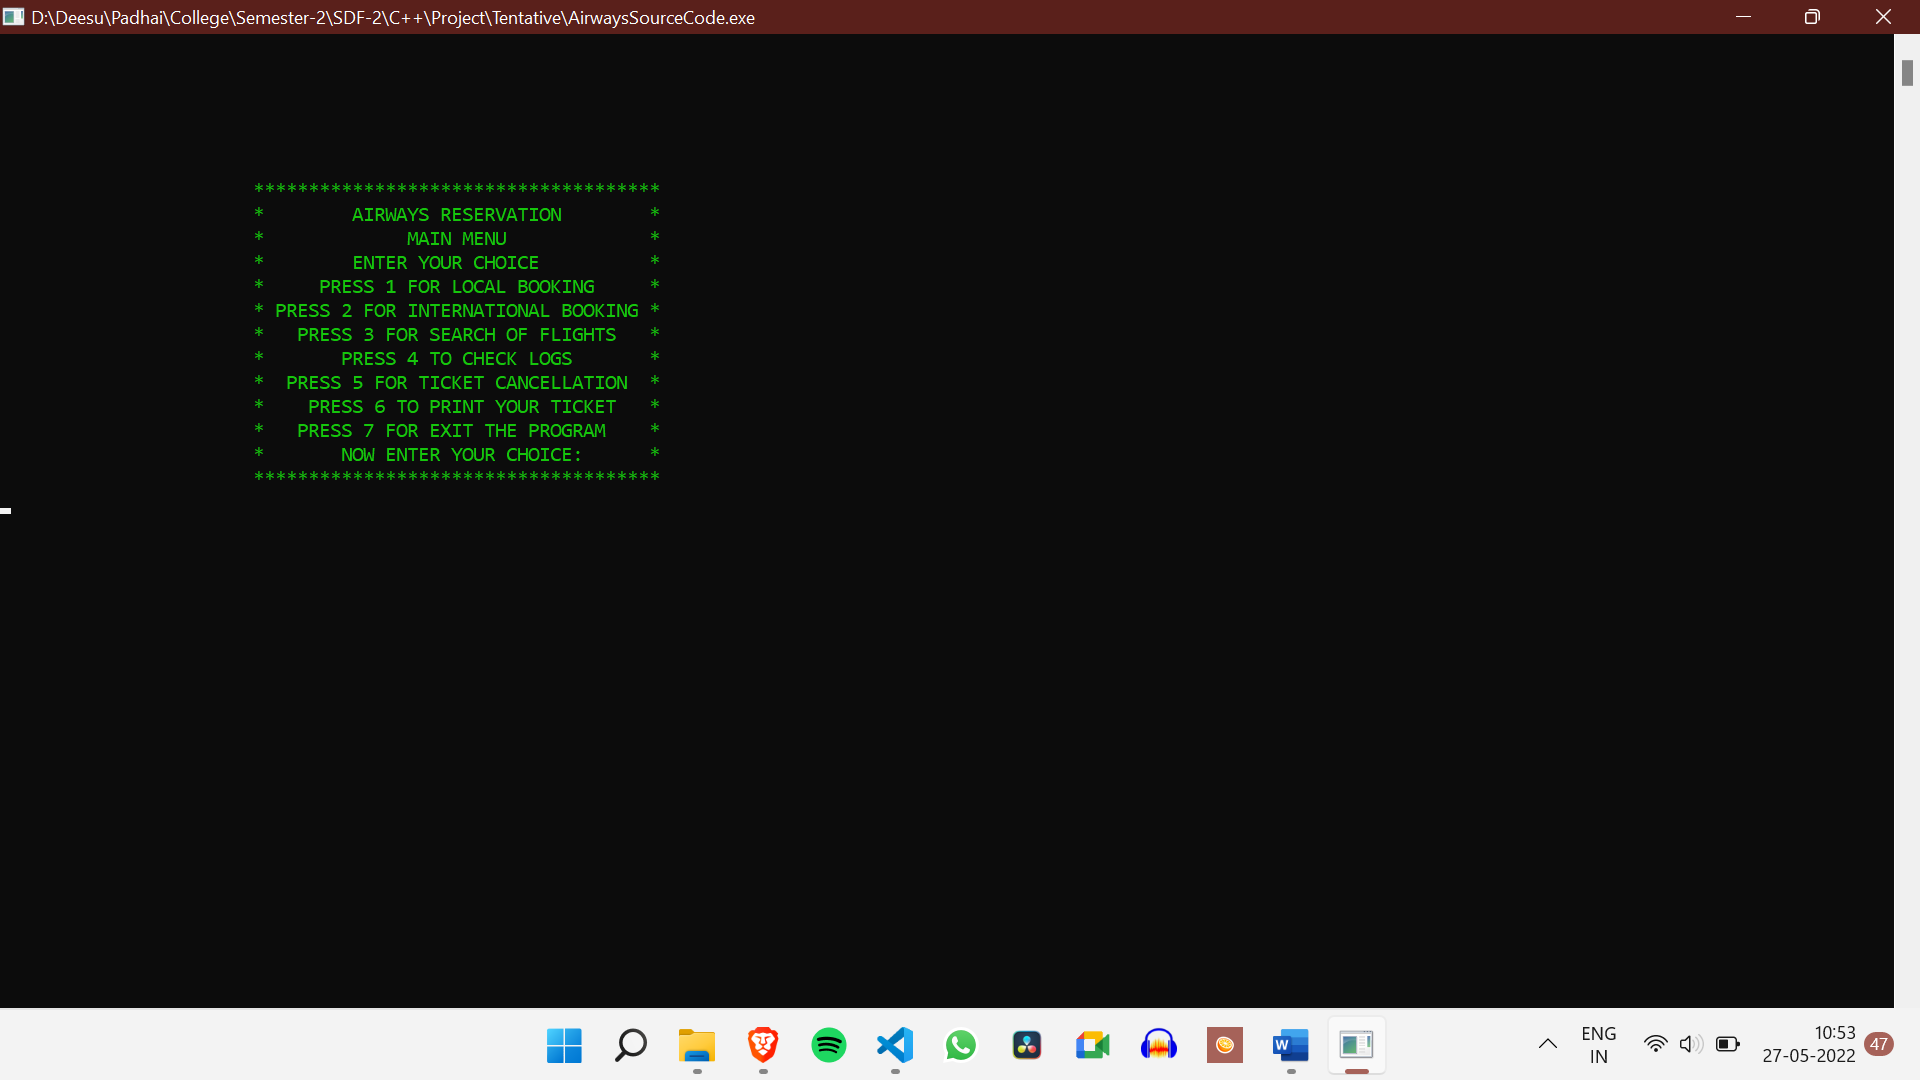 D:\Deesu\Padhai\College\Semester-2\SDF-2\C++\Project\Tentative\AirwaysSourceCode.exe
*************************************
* AIRWAYS RESERVATION *
* MAIN MENU *
* ENTER YOUR CHOICE *
* PRESS 1 FOR LOCAL BOOKING *
* PRESS 2 FOR INTERNATIONAL BOOKING *
* PRESS 3 FOR SEARCH OF FLIGHTS *
* PRESS 4 TO CHECK LOGS *
* PRESS 5 FOR TICKET CANCELLATION *
* PRESS 6 TO PRINT YOUR TICKET *
* PRESS 7 FOR EXIT THE PROGRAM *
* NOW ENTER YOUR CHOICE: *
*************************************
W
ENG
IN
10:53
27-05-2022
47